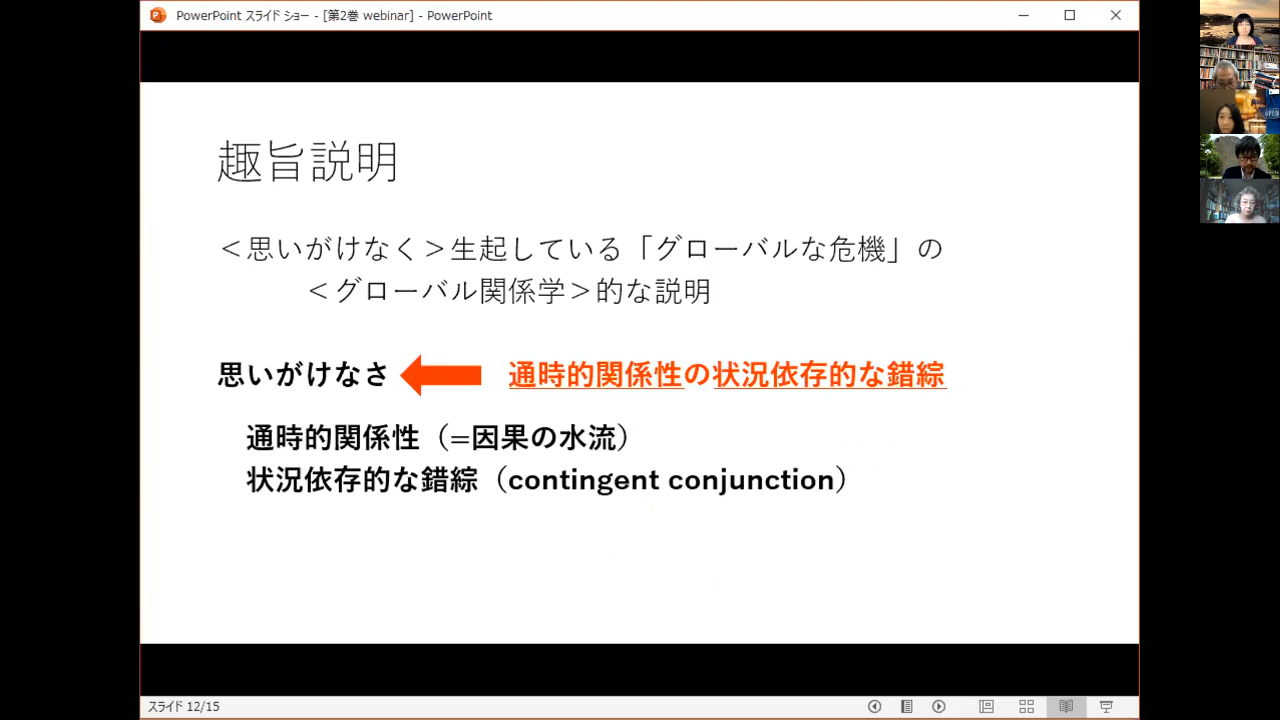 PowerPoint スライド ショー - [第2巻 webinar] - PowerPoint
趣旨説明
＜思いがけなく＞生起している「グローバルな危機」の
＜グローバル関係学＞的な説明
思いがけなさ 通時的関係性の状況依存的な錯綜
通時的関係性（=因果の水流）
状況依存的な錯綜（contingent conjunction）
スライド 12/15
OPEN